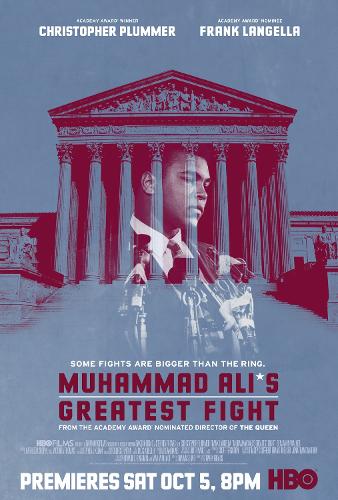 ACADEMY AWARD® WINNER
CHRISTOPHER PLUMMER
ACADEMY AWARD® NOMINEE
FRANK LANGELLA
SOME FIGHTS ARE BIGGER THAN THE RING.
MUHAMMAD ALI★S
GREATEST FIGHT
FROM THE ACADEMY AWARD® NOMINATED DIRECTOR OF THE QUEEN
HBO FILMS
PREMIERES SAT OCT 5, 8PM HBO